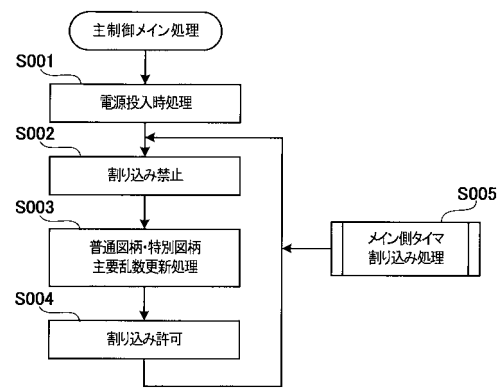 主制御メイン処理
S001
電源投入時処理
S002
割り込み禁止
S003
普通図柄・特別図柄
主要乱数更新処理
S004
割り込み許可
S005
メイン側タイマ
割り込み処理